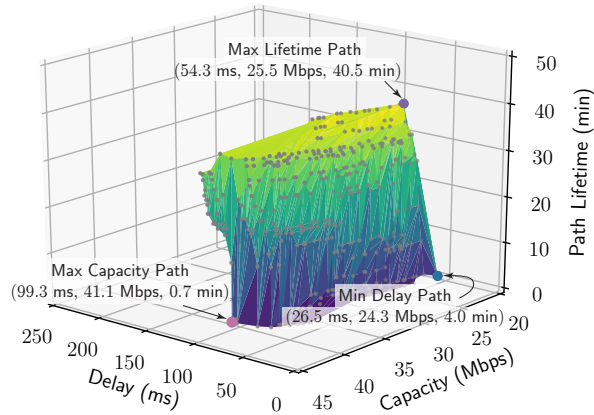 Max Lifetime Path
(54.3 ms, 25.5 Mbps, 40.5 min)
50
40
30
20
10
0
Path Lifetime (min)
Max Capacity Path
(99.3 ms, 41.1 Mbps, 0.7 min)
Min Delay Path
(26.5 ms, 24.3 Mbps, 4.0 min)
250
200
150
100
50
0
Delay (ms)
45
40
35
30
25
20
Capacity (Mbps)